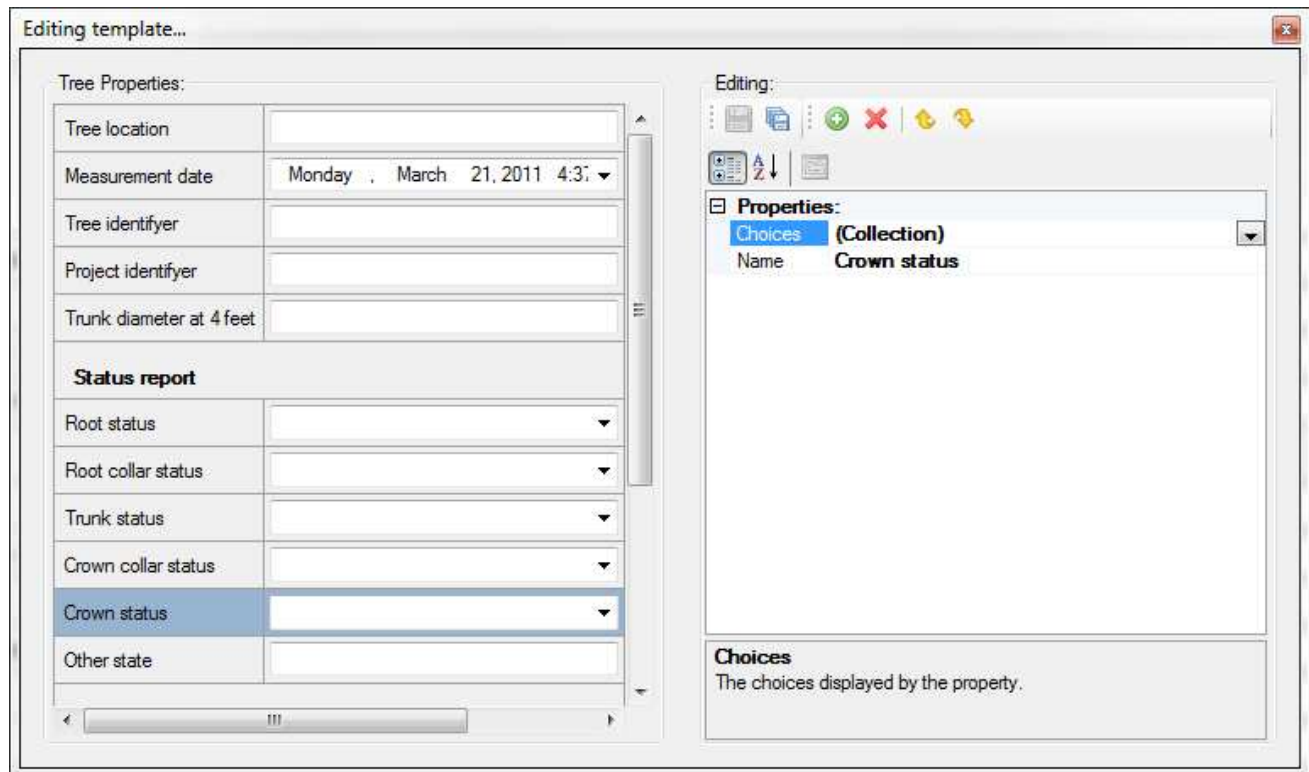 Editing template...
Tree Properties:
Tree location
Measurement date Monday , March 21, 2011 4:37
Tree identifyer
Project identifyer
Trunk diameter at 4 feet
Status report
Root status
Root collar status
Trunk status
Crown collar status
Crown status
Other state
Editing:
A
Z
Properties:
Choices (Collection)
Name Crown status
Choices
The choices displayed by the property.